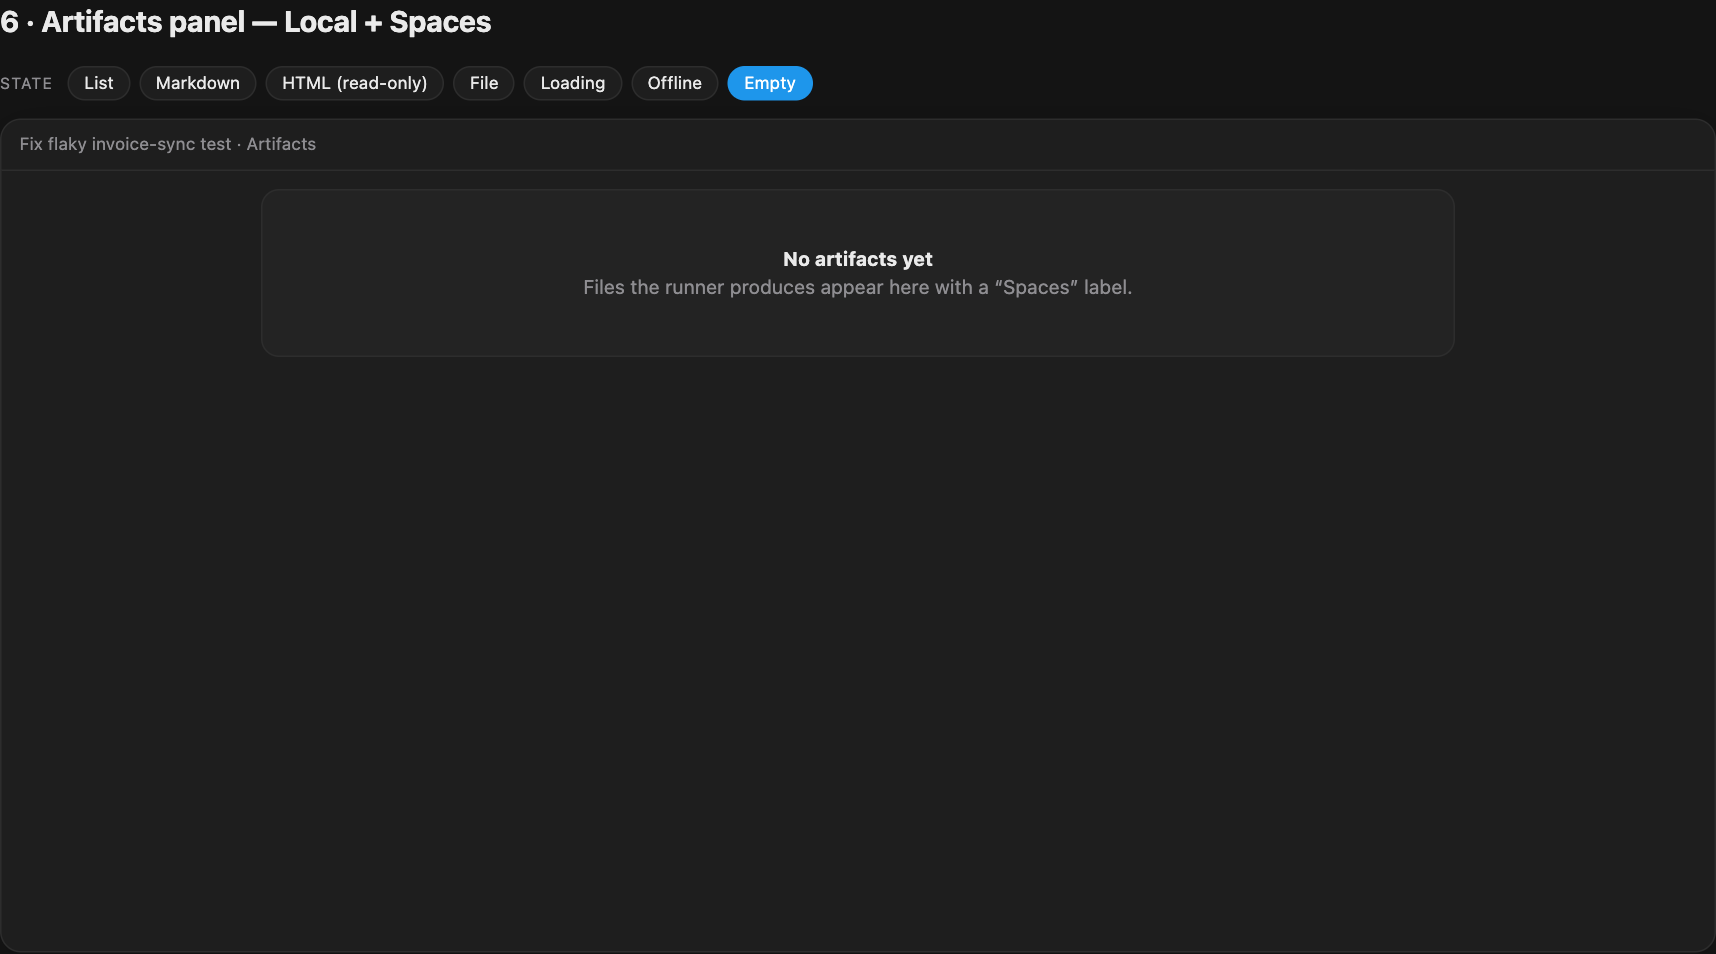 6 · Artifacts panel — Local + Spaces
STATE List Markdown HTML (read-only) File Loading Offline Empty
Fix flaky invoice-sync test · Artifacts
No artifacts yet
Files the runner produces appear here with a “Spaces” label.